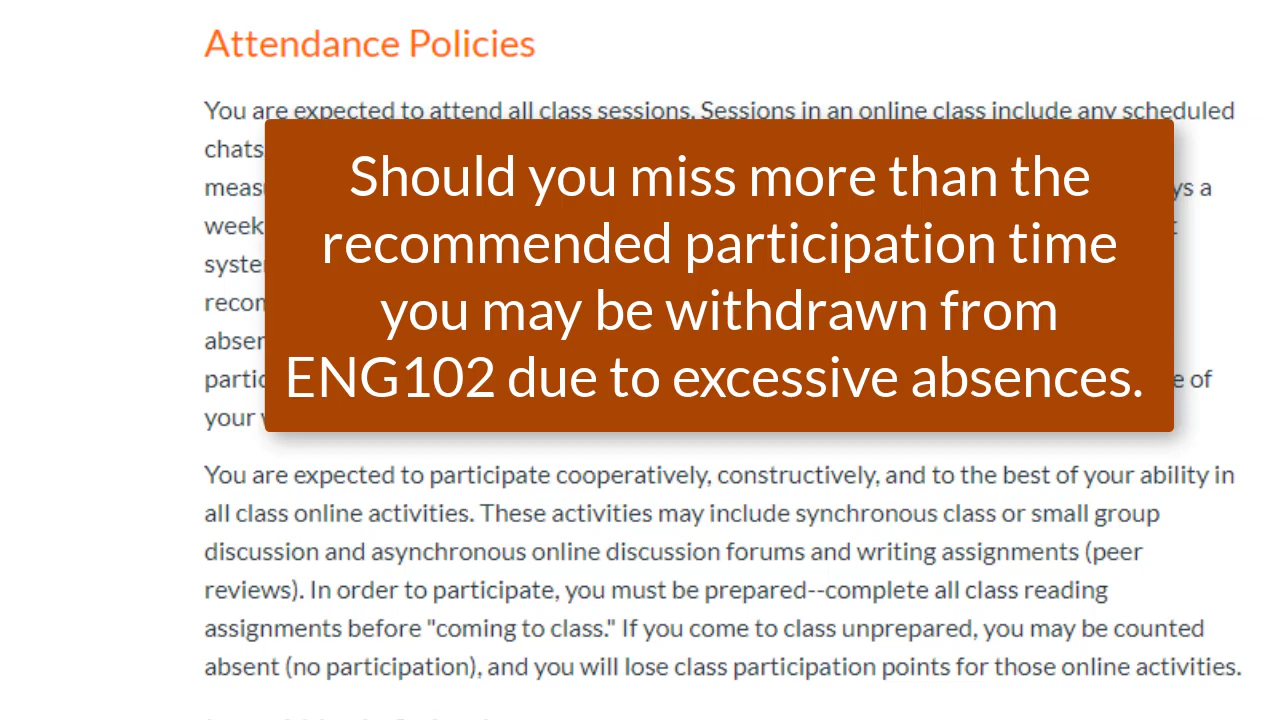 Attendance Policies
You are expected to attend all class sessions. Sessions in an online class include any scheduled
chats
Should you miss more than the
a
week
recommended participation time
you may be withdrawn from
ENG102 due to excessive absences.
of
your
You are expected to participate cooperatively, constructively, and to the best of your ability in
all class online activities. These activities may include synchronous class or small group
discussion and asynchronous online discussion forums and writing assignments (peer
reviews). In order to participate, you must be prepared--complete all class reading
assignments before "coming to class." If you come to class unprepared, you may be counted
absent (no participation), and you will lose class participation points for those online activities.